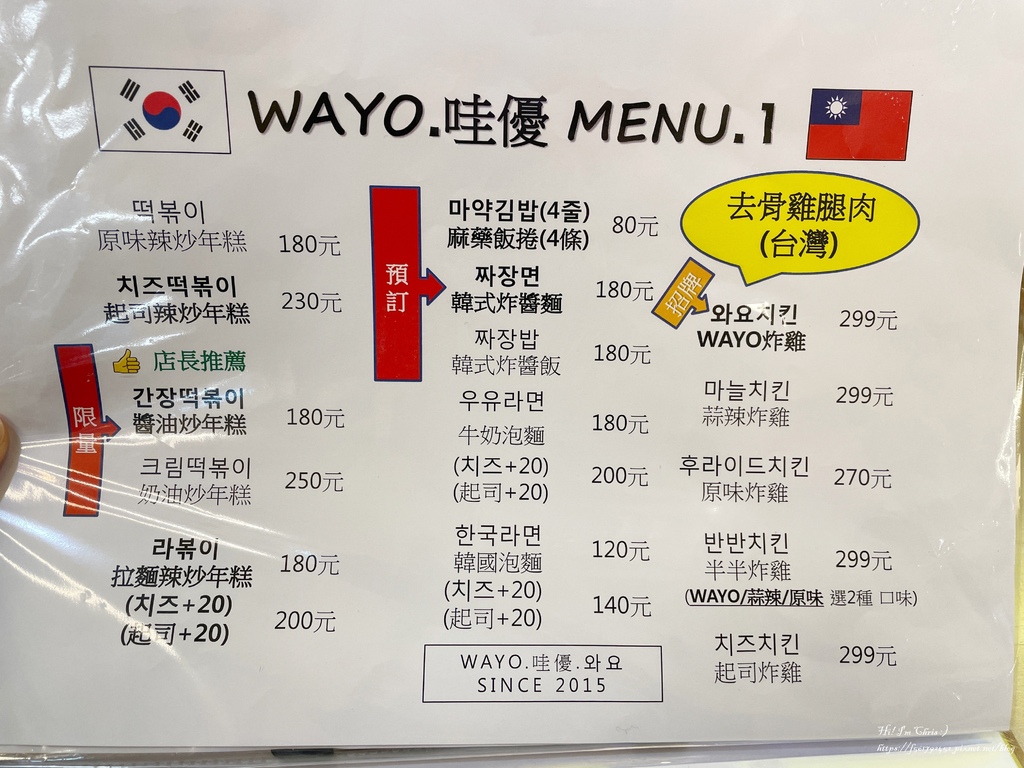 WAYO.哇優 MENU.1
떡볶이
原味辣炒年糕 180元
치즈떡볶이
起司辣炒年糕 230元
店長推薦
限量
간장떡볶이
醬油炒年糕 180元
크림떡볶이
奶油炒年糕 250元
라볶이
拉麵辣炒年糕 180元
(치즈+20)
(起司+20) 200元
預訂
마약김밥(4줄)
麻藥飯捲(4條) 80元
짜장면
韓式炸醬麵 180元
짜장밥
韓式炸醬飯 180元
우유라면
牛奶泡麵 180元
(치즈+20)
(起司+20) 200元
한국라면
韓國泡麵 120元
(치즈+20)
(起司+20) 140元
WAYO.哇優.와요
SINCE 2015
去骨雞腿肉
(台灣)
招牌
와요치킨
WAYO炸雞 299元
마늘치킨
蒜辣炸雞 299元
후라이드치킨
原味炸雞 270元
반반치킨
半半炸雞 299元
(WAYO/蒜辣/原味 選2種 口味)
치즈치킨
起司炸雞 299元
Hi! I'm Chris :)